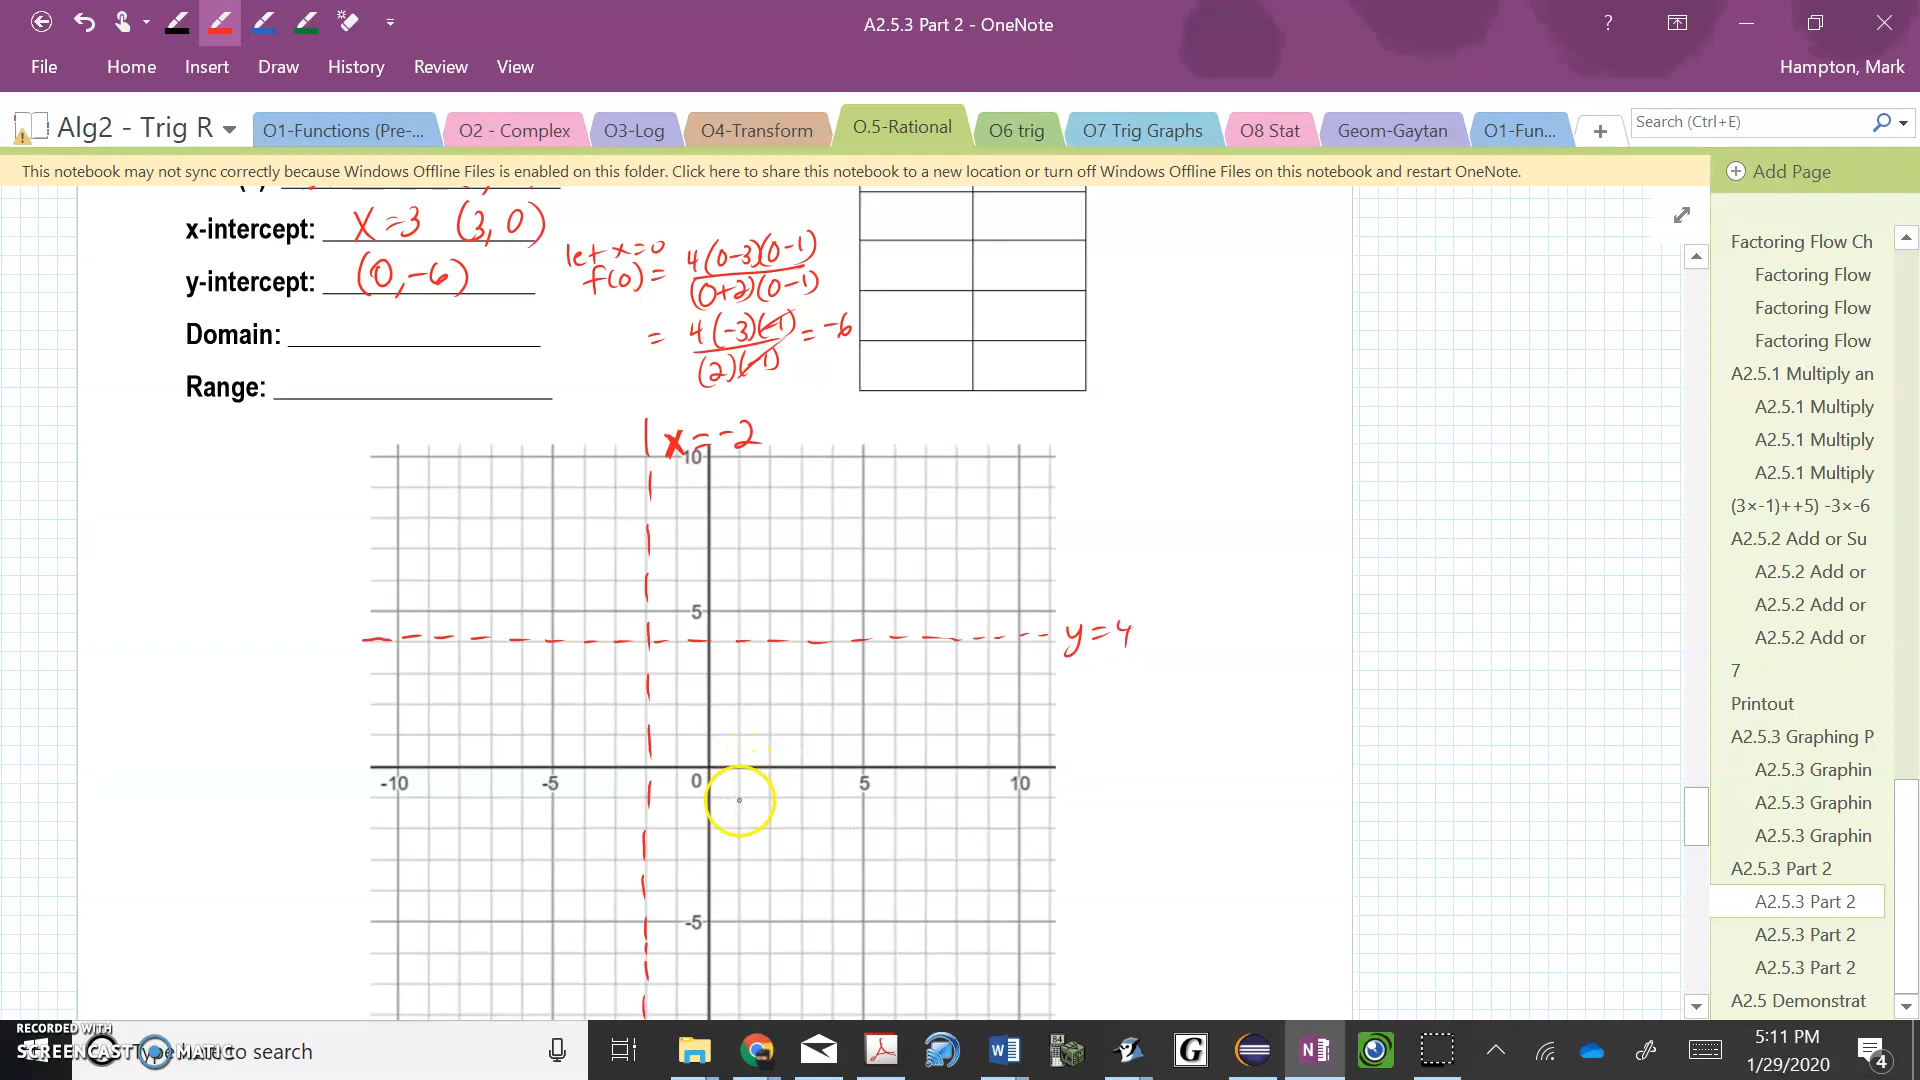 A2.5.3 Part 2 - OneNote
?
File
Home
Insert
Draw
History
Review
View
Hampton, Mark
Alg2 - Trig R
O1-Functions (Pre-...
O2 - Complex
O3-Log
O4-Transform
O.5-Rational
O6 trig
O7 Trig Graphs
O8 Stat
Geom-Gaytan
O1-Fun...
Search (Ctrl+E)
This notebook may not sync correctly because Windows Offline Files is enabled on this folder. Click here to share this notebook to a new location or turn off Windows Offline Files on this notebook and restart OneNote.
x-intercept: x=3 (3, 0)
y-intercept: (0,-6)
Domain:
Range:
let x=0
f(0) = 4(0-3)(0-1)
(0+2)(0-1)
= 4(-3)(-1) = -6
(2)(-1)
x=-2
10
5
y=4
-10
-5
0
5
10
-5
Add Page
Factoring Flow Ch
Factoring Flow
Factoring Flow
Factoring Flow
A2.5.1 Multiply an
A2.5.1 Multiply
A2.5.1 Multiply
A2.5.1 Multiply
(3×-1)++5) -3×-6
A2.5.2 Add or Su
A2.5.2 Add or
A2.5.2 Add or
A2.5.2 Add or
7
Printout
A2.5.3 Graphing P
A2.5.3 Graphin
A2.5.3 Graphin
A2.5.3 Graphin
A2.5.3 Part 2
A2.5.3 Part 2
A2.5.3 Part 2
A2.5.3 Part 2
A2.5 Demonstrat
RECORDED WITH
SCREENCAST MATIC
Type here to search
5:11 PM
1/29/2020
4